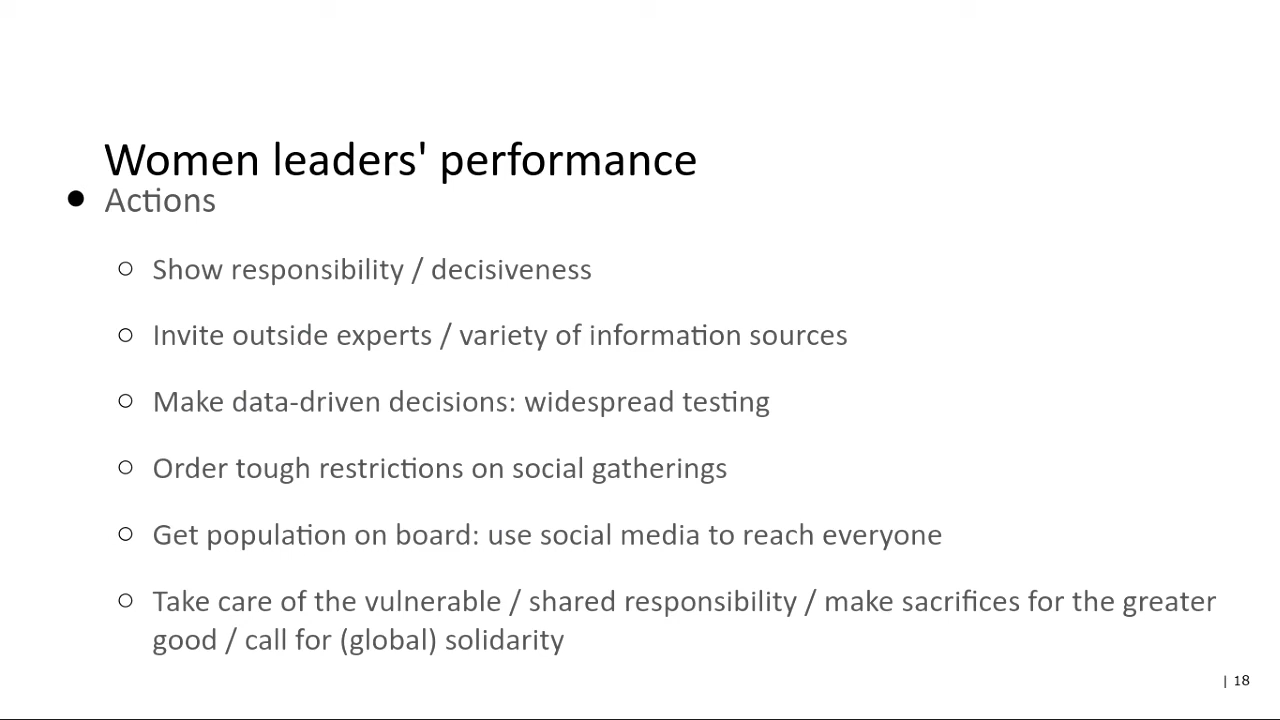 Women leaders' performance
● Actions
○ Show responsibility / decisiveness
○ Invite outside experts / variety of information sources
○ Make data-driven decisions: widespread testing
○ Order tough restrictions on social gatherings
○ Get population on board: use social media to reach everyone
○ Take care of the vulnerable / shared responsibility / make sacrifices for the greater
good / call for (global) solidarity
| 18